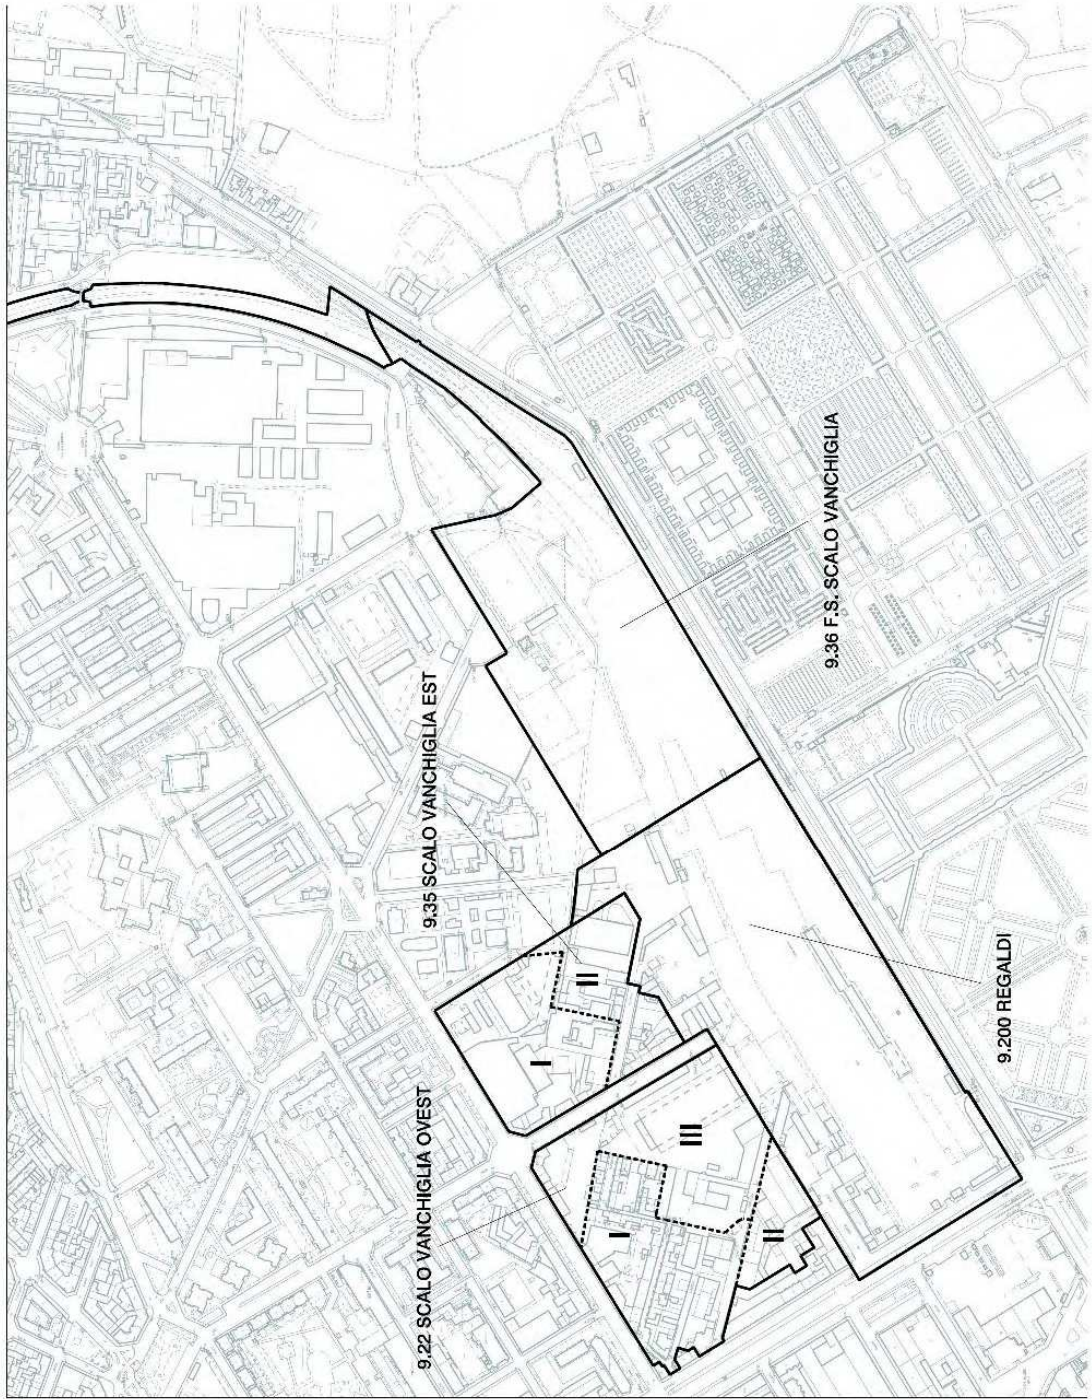 9.22 SCALO VANCHIGLIA OVEST
9.35 SCALO VANCHIGLIA EST
9.36 F.S. SCALO VANCHIGLIA
9.200 REGALDI
I
II
III
I
II